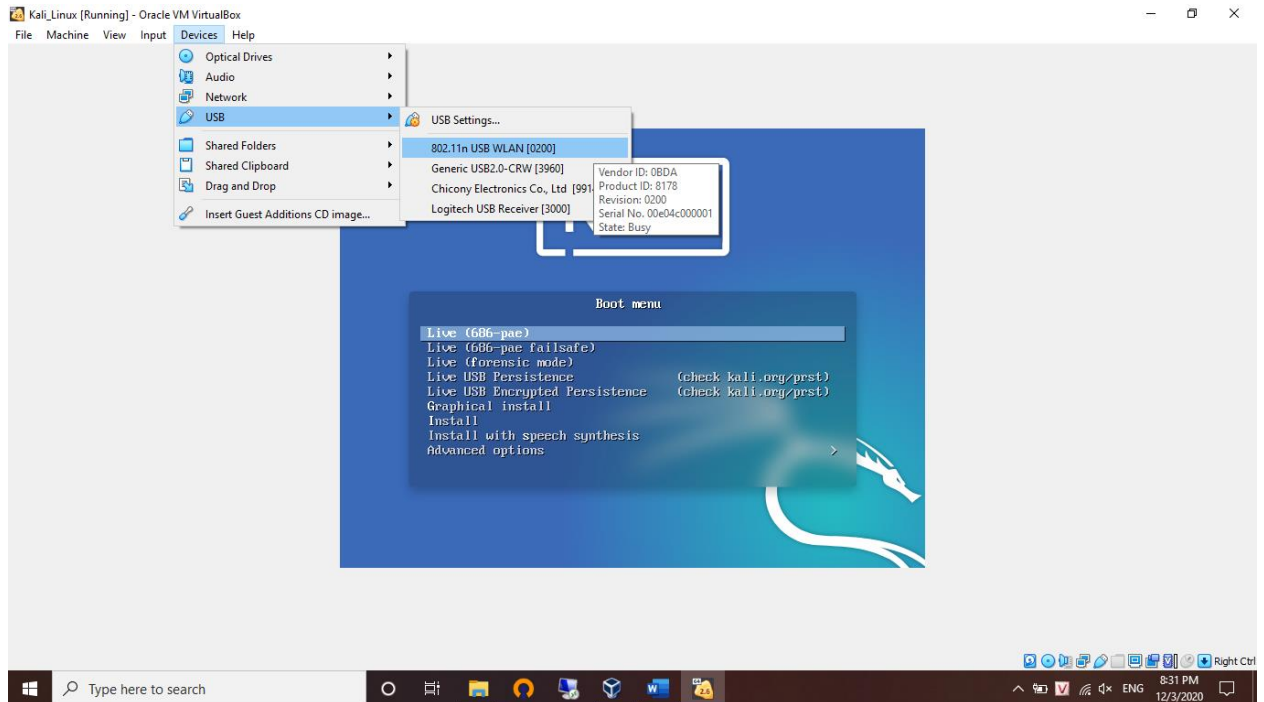 Kali_Linux [Running] - Oracle VM VirtualBox
File Machine View Input Devices Help
Optical Drives
Audio
Network
USB
Shared Folders
Shared Clipboard
Drag and Drop
Insert Guest Additions CD image...
USB Settings...
802.11n USB WLAN [0200]
Generic USB2.0-CRW [3960]
Chicony Electronics Co., Ltd [991
Logitech USB Receiver [3000]
Vendor ID: 0BDA
Product ID: 8178
Revision: 0200
Serial No. 00e04c000001
State: Busy
Boot menu
Live (686-pae)
Live (686-pae failsafe)
Live (forensic mode)
Live USB Persistence (check kali.org/prst)
Live USB Encrypted Persistence (check kali.org/prst)
Graphical install
Install
Install with speech synthesis
Advanced options >
Right Ctrl
Type here to search
ENG
8:31 PM
12/3/2020